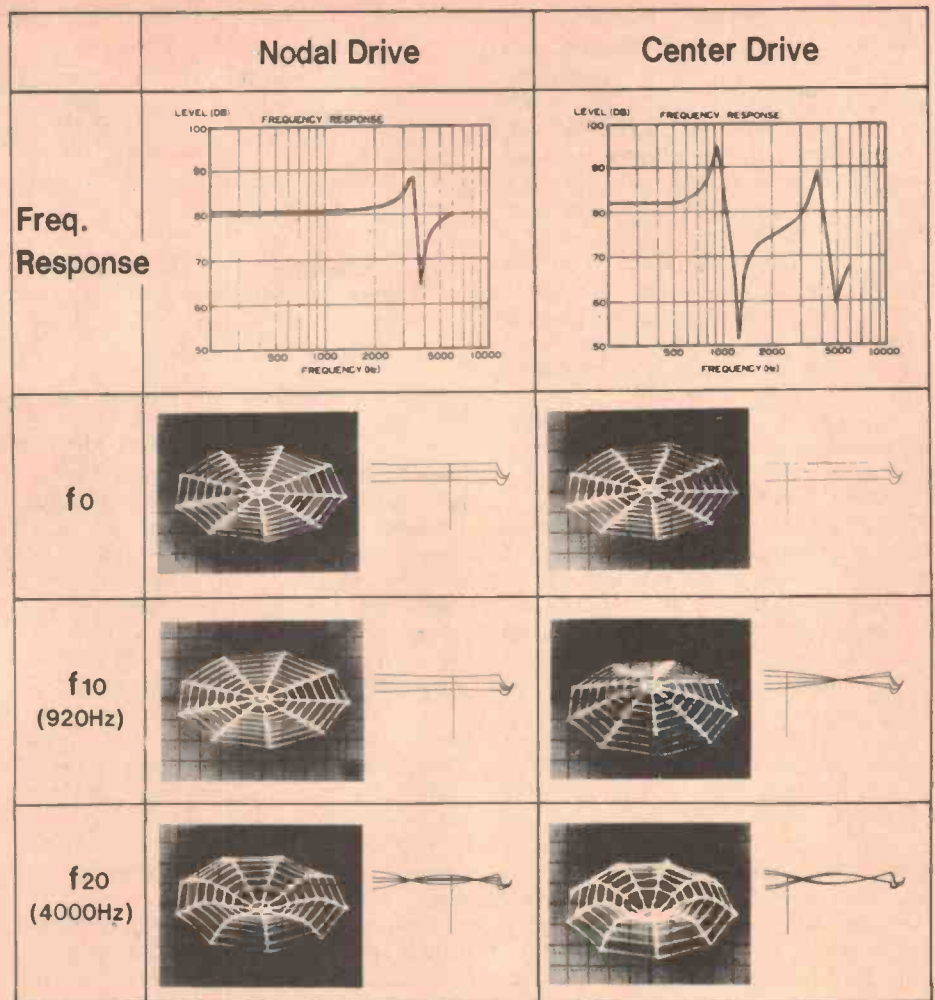 Nodal Drive
Center Drive
Freq.
Response
LEVEL (DB)
FREQUENCY RESPONSE
100
90
80
70
60
50
500
1000
2000
5000
10000
FREQUENCY (Hz)
LEVEL (DB)
FREQUENCY RESPONSE
100
90
80
70
60
50
500
1000
2000
5000
10000
FREQUENCY (Hz)
f0
f10
(920Hz)
f20
(4000Hz)